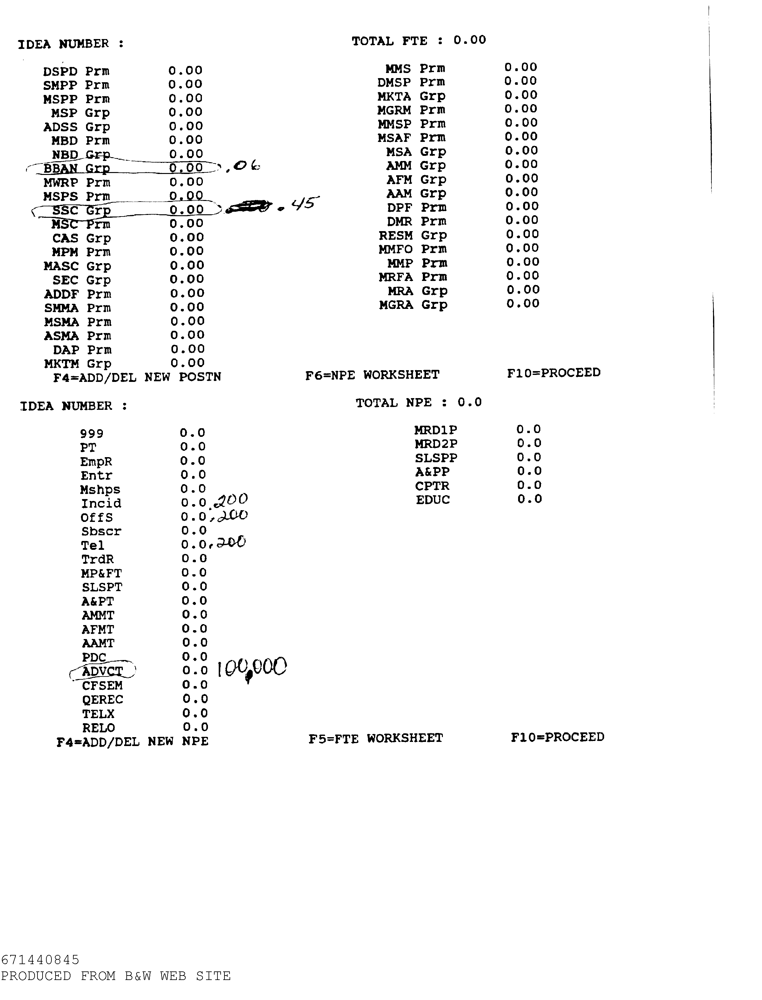 IDEA NUMBER :    TOTAL FTE : 0.00
DSPD Prm 0.00    MMS Prm 0.00
SMPP Prm 0.00    DMSP Prm 0.00
MSPP Prm 0.00    MKTA Grp 0.00
MSP Grp 0.00    MGRM Prm 0.00
ADSS Grp 0.00    MMSP Prm 0.00
MBD Prm 0.00    MSAF Prm 0.00
NBD Grp 0.00    MSA Grp 0.00
BBAN Grp 0.00 .06    AMM Grp 0.00
MWRP Prm 0.00    AFM Grp 0.00
MSPS Prm 0.00    AAM Grp 0.00
SSC Grp 0.00 .45    DPF Prm 0.00
MSC Prm 0.00    DMR Prm 0.00
CAS Grp 0.00    RESM Grp 0.00
MPM Prm 0.00    MMFO Prm 0.00
MASC Grp 0.00    MMP Prm 0.00
SEC Grp 0.00    MRFA Prm 0.00
ADDF Prm 0.00    MRA Grp 0.00
SMMA Prm 0.00    MGRA Grp 0.00
MSMA Prm 0.00
ASMA Prm 0.00
DAP Prm 0.00
MKTM Grp 0.00
F4=ADD/DEL NEW POSTN    F6=NPE WORKSHEET    F10=PROCEED
IDEA NUMBER :    TOTAL NPE : 0.0
999 0.0    MRD1P 0.0
PT 0.0    MRD2P 0.0
EmpR 0.0    SLSPP 0.0
Entr 0.0    A&PP 0.0
Mshps 0.0    CPTR 0.0
Incid 0.0 .200    EDUC 0.0
OffS 0.0 .200
Sbscr 0.0
Tel 0.0 .200
TrdR 0.0
MP&FT 0.0
SLSPT 0.0
A&PT 0.0
AMMT 0.0
AFMT 0.0
AAMT 0.0
PDC 0.0
ADVCT 0.0 100,000
CFSEM 0.0
QEREC 0.0
TELX 0.0
RELO 0.0
F4=ADD/DEL NEW NPE    F5=FTE WORKSHEET    F10=PROCEED
671440845
PRODUCED FROM B&W WEB SITE